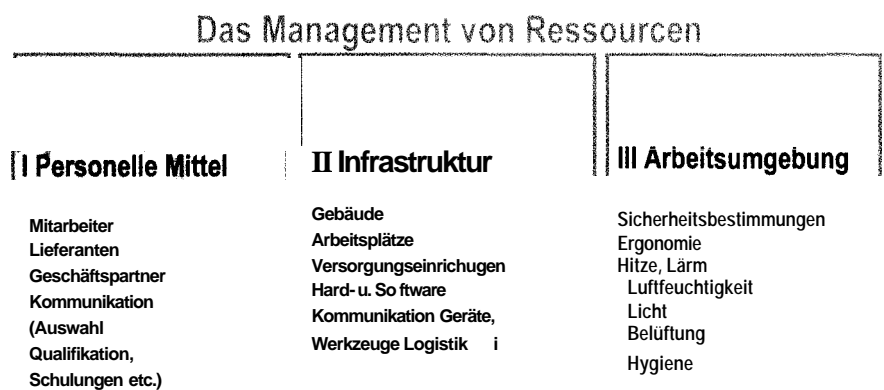 Das Management von Ressourcen
I Personelle Mittel
Mitarbeiter
Lieferanten
Geschäftspartner
Kommunikation
(Auswahl
Qualifikation,
Schulungen etc.)
II Infrastruktur
Gebäude
Arbeitsplätze
Versorgungseinrichugen
Hard- u. So ftware
Kommunikation Geräte,
Werkzeuge Logistik i
III Arbeitsumgebung
Sicherheitsbestimmungen
Ergonomie
Hitze, Lärm
Luftfeuchtigkeit
Licht
Belüftung
Hygiene